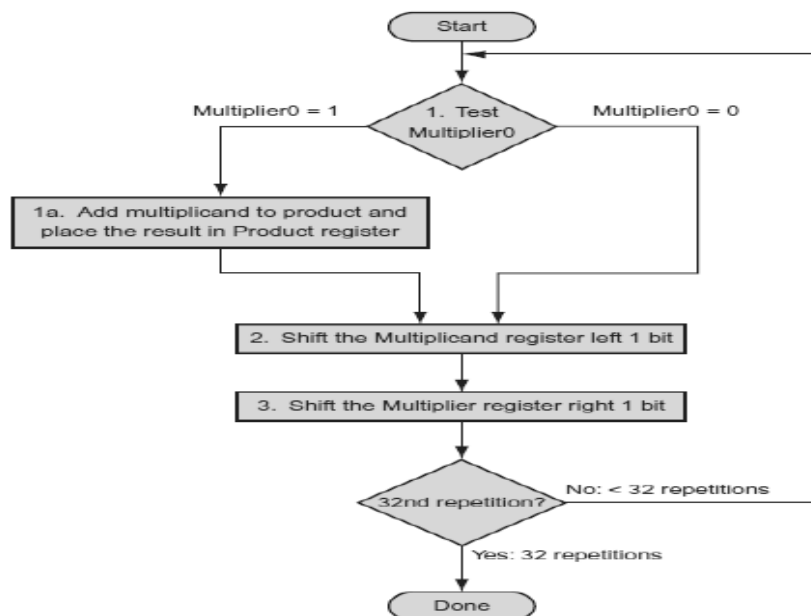 Start
1. Test
Multiplier0
Multiplier0 = 1
Multiplier0 = 0
1a. Add multiplicand to product and
place the result in Product register
2. Shift the Multiplicand register left 1 bit
3. Shift the Multiplier register right 1 bit
32nd repetition?
No: < 32 repetitions
Yes: 32 repetitions
Done